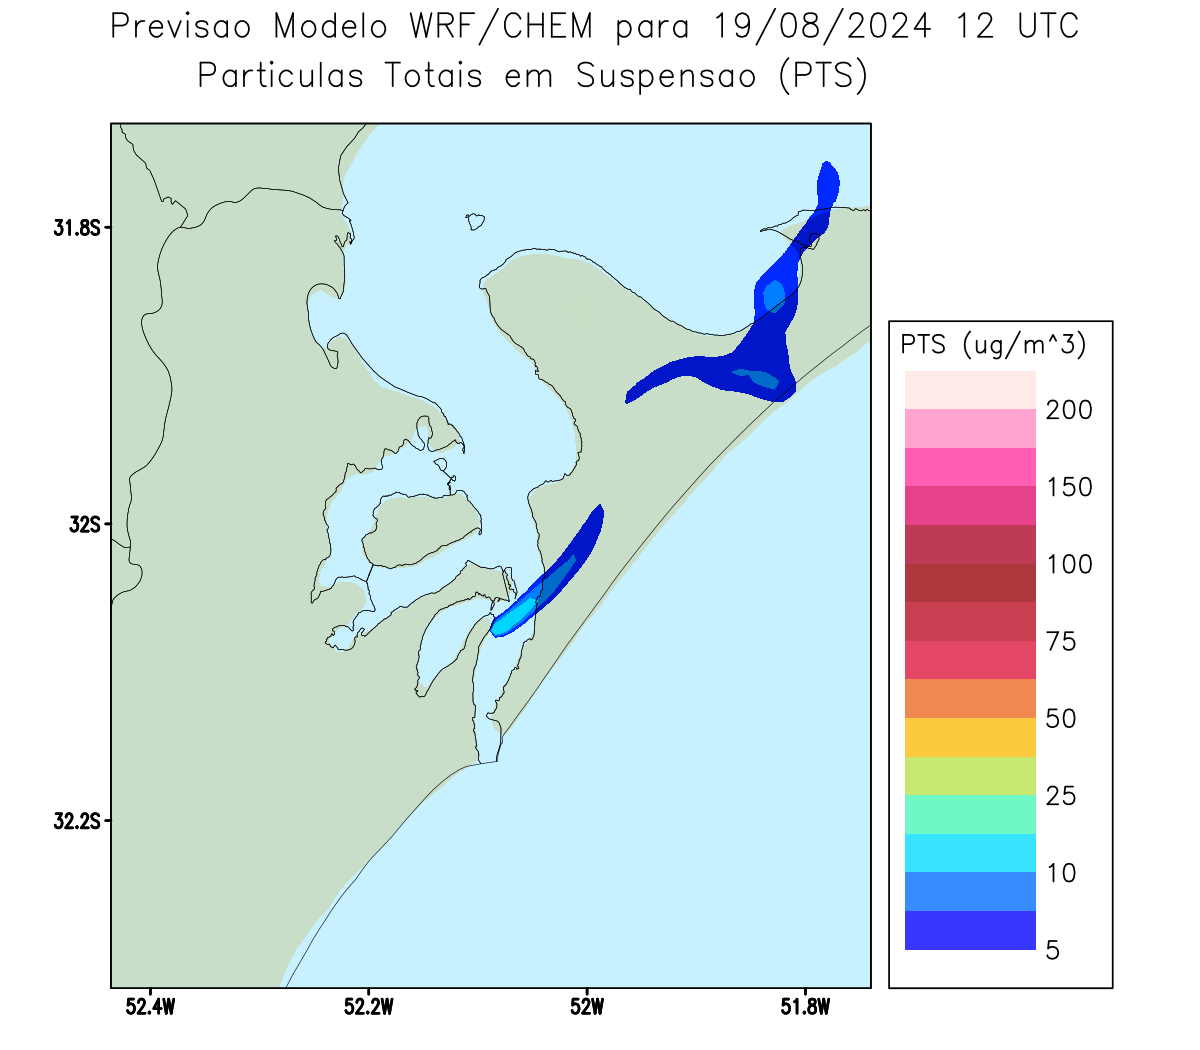 Previsao Modelo WRF/CHEM para 19/08/2024 12 UTC
Particulas Totais em Suspensao (PTS)
31.8S
32S
32.2S
52.4W
52.2W
52W
51.8W
PTS (ug/m^3)
200
150
100
75
50
25
10
5